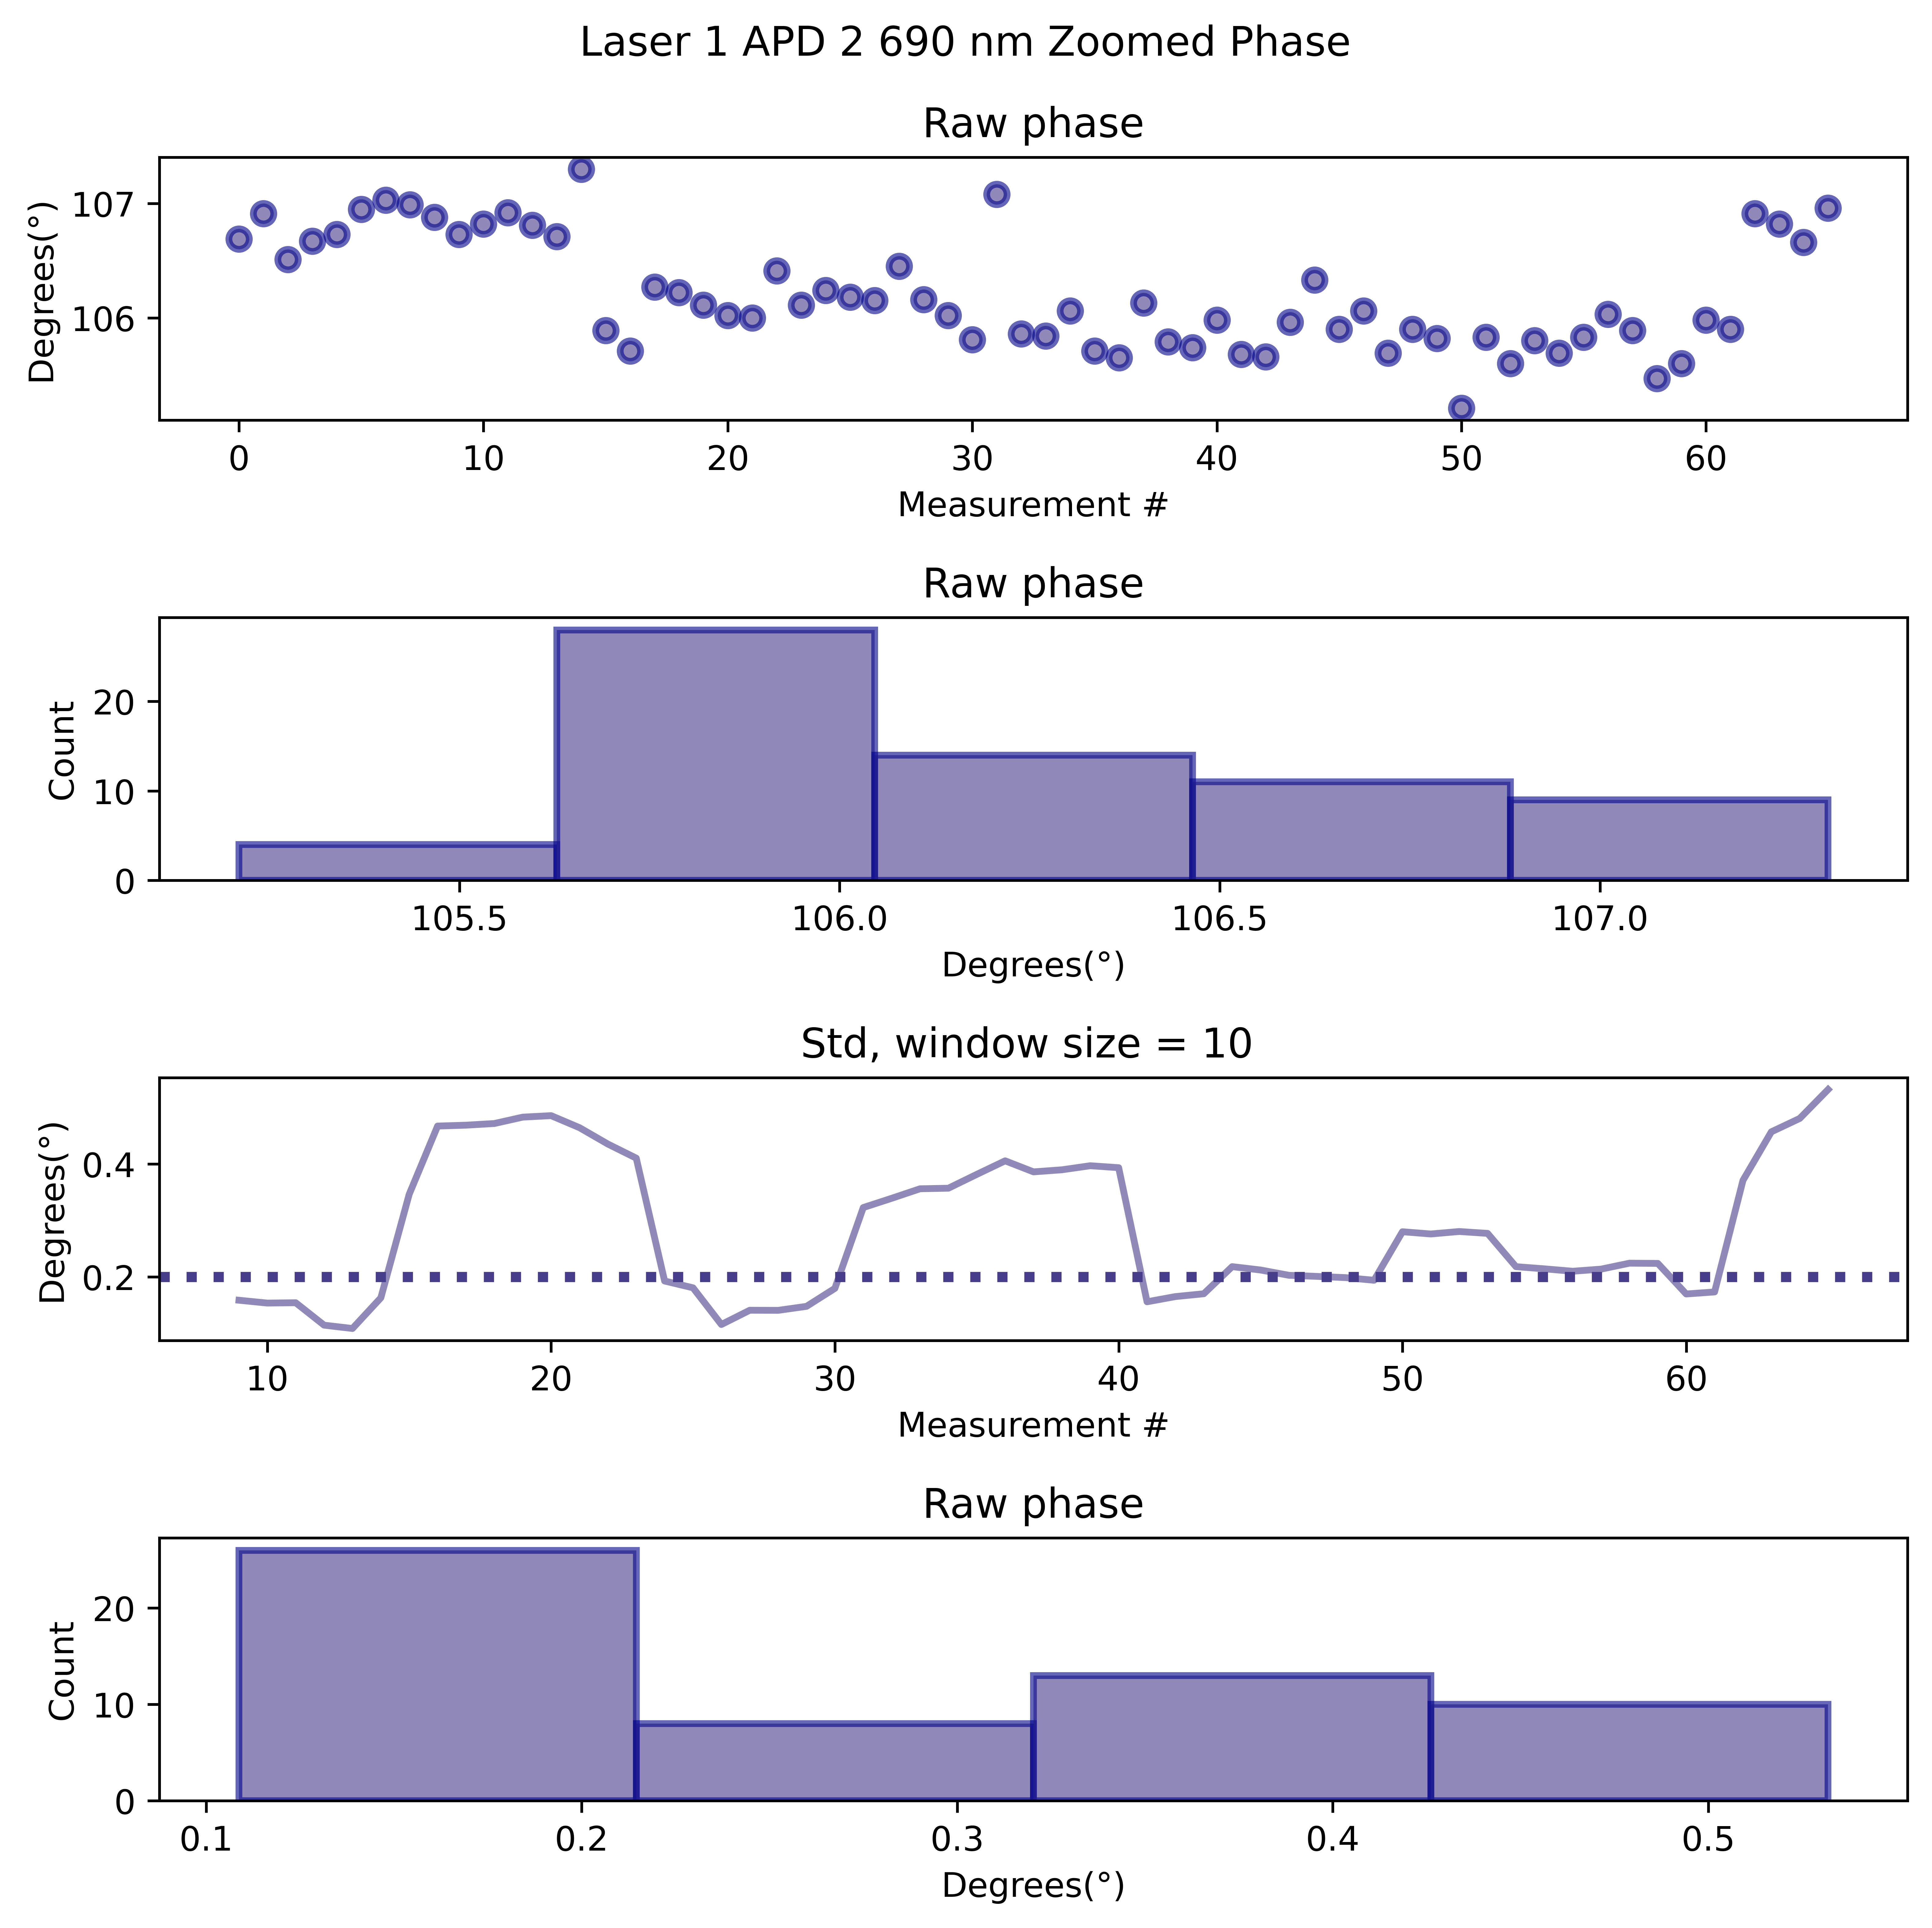 Laser 1 APD 2 690 nm Zoomed Phase
Raw phase
Degrees(°)
107
106
0 10 20 30 40 50 60
Measurement #
Raw phase
Count
20
10
0
105.5 106.0 106.5 107.0
Degrees(°)
Std, window size = 10
Degrees(°)
0.4
0.2
10 20 30 40 50 60
Measurement #
Raw phase
Count
20
10
0
0.1 0.2 0.3 0.4 0.5
Degrees(°)